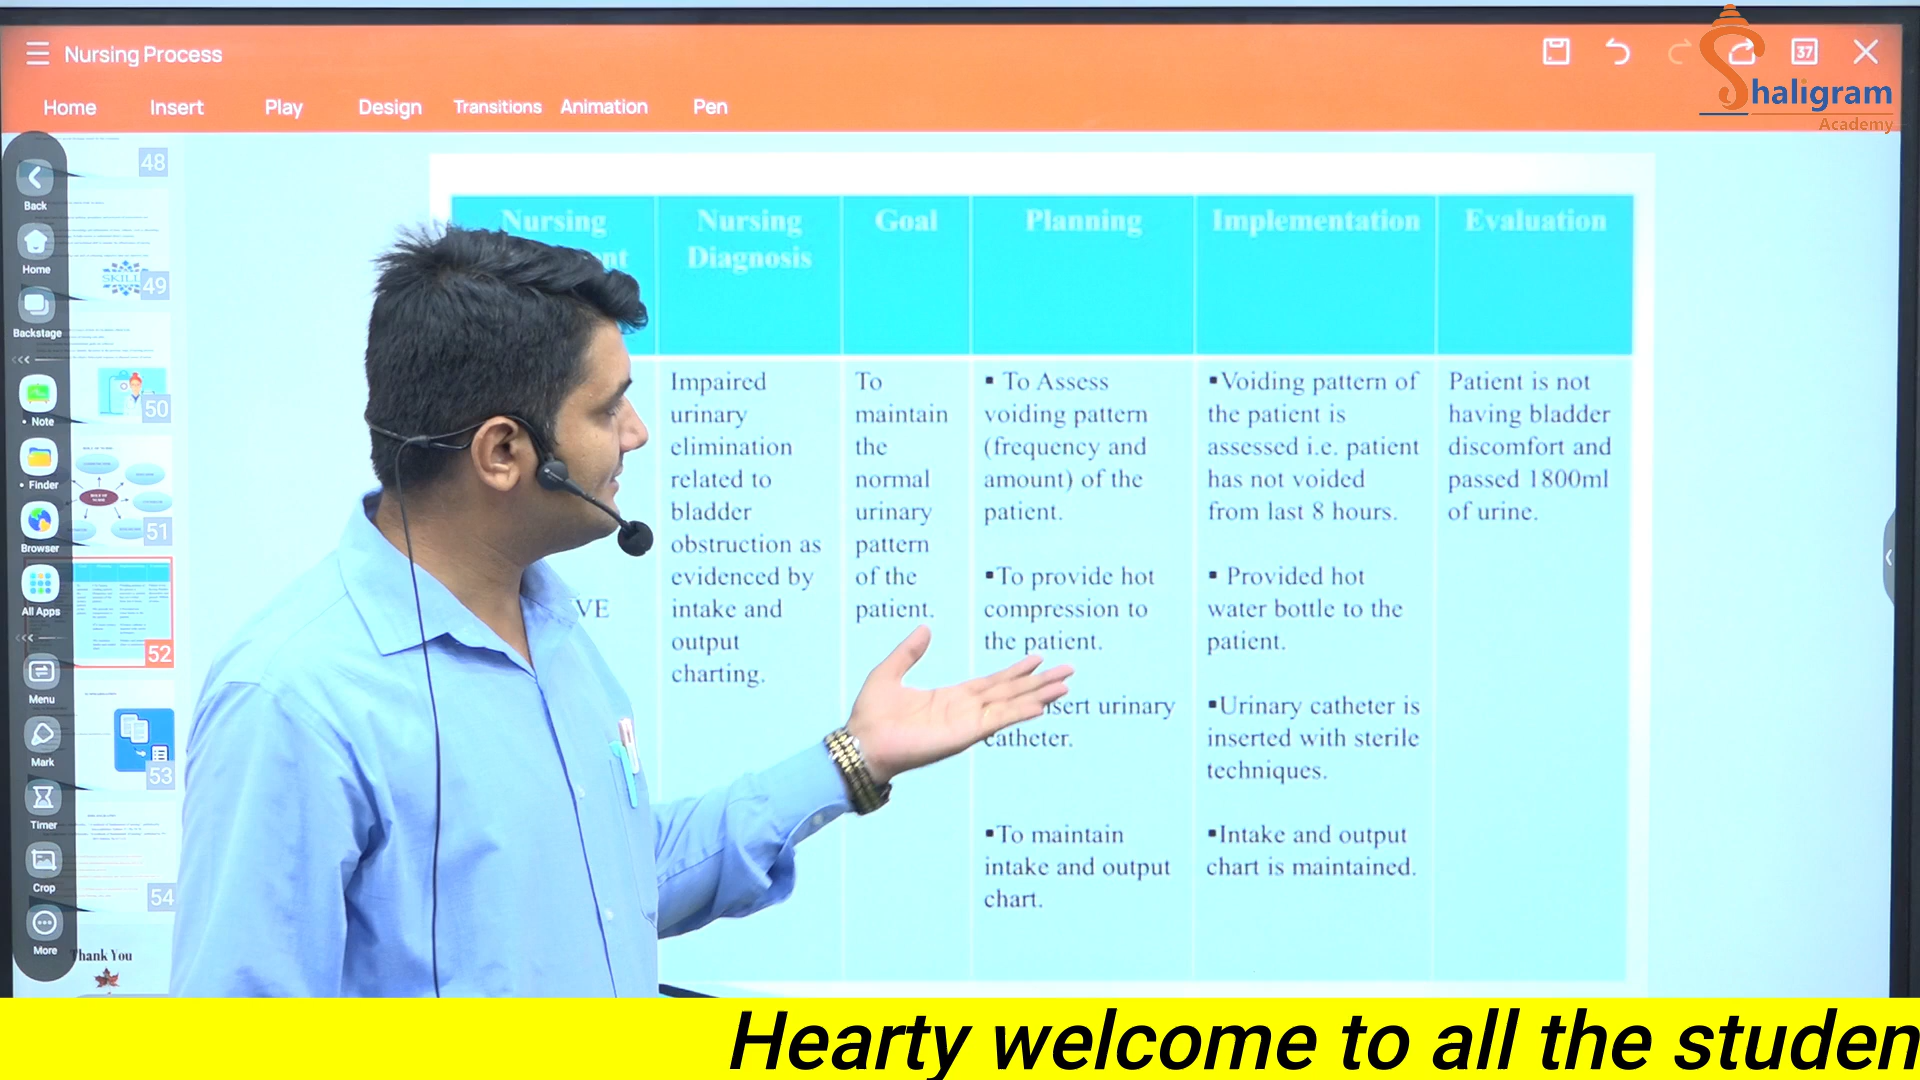 Nursing Process
37
Shaligram
Academy
Home
Insert
Play
Design
Transitions
Animation
Pen
Back
Home
Backstage
Note
Finder
Browser
All Apps
Menu
Mark
Timer
Crop
More
48
SKILL
49
50
51
52
53
54
Thank You
Nursing
nt
VE
Nursing
Diagnosis
Impaired
urinary
elimination
related to
bladder
obstruction as
evidenced by
intake and
output
charting.
Goal
To
maintain
the
normal
urinary
pattern
of the
patient.
Planning
▪ To Assess
voiding pattern
(frequency and
amount) of the
patient.
▪To provide hot
compression to
the patient.
nsert urinary
catheter.
▪To maintain
intake and output
chart.
Implementation
▪Voiding pattern of
the patient is
assessed i.e. patient
has not voided
from last 8 hours.
▪ Provided hot
water bottle to the
patient.
▪Urinary catheter is
inserted with sterile
techniques.
▪Intake and output
chart is maintained.
Evaluation
Patient is not
having bladder
discomfort and
passed 1800ml
of urine.
Hearty welcome to all the studen